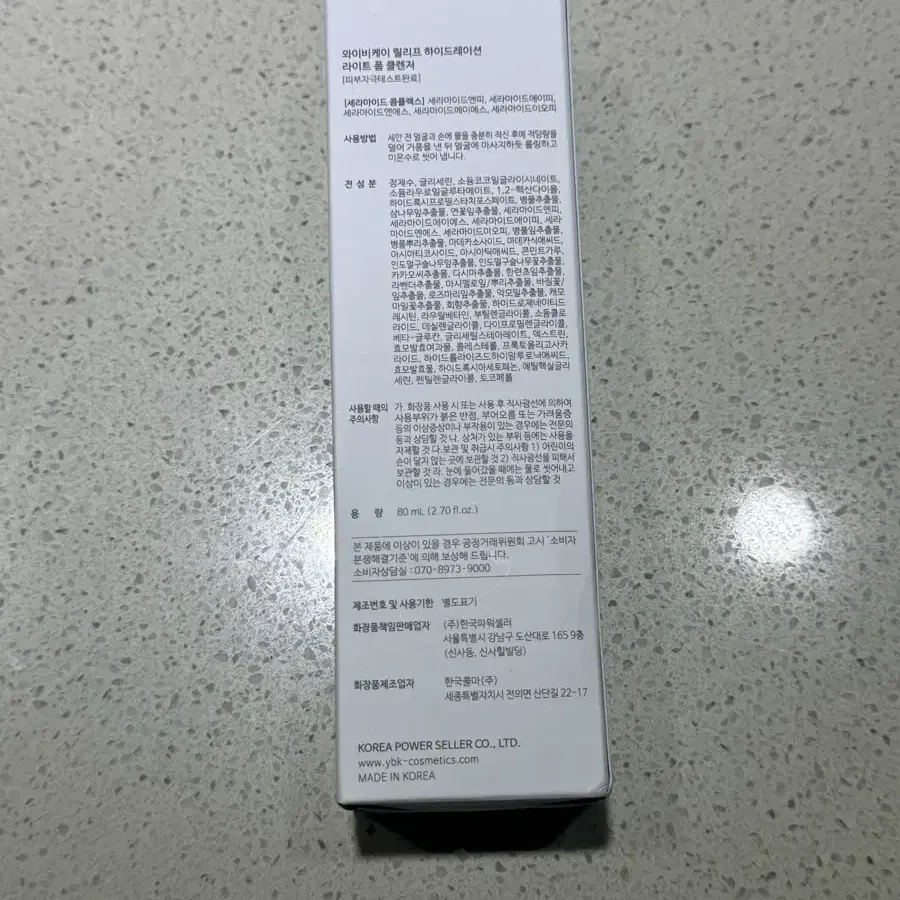 와이비케이 릴리프 하이드레이션
라이트 폼 클렌저
[피부자극테스트완료]
[세라마이드 콤플렉스] 세라마이드엔피, 세라마이드에이피,
세라마이드엔에스, 세라마이드에이에스, 세라마이드이오피
사용방법 세안 전 얼굴과 손에 물을 충분히 적신 후에 적당량을
덜어 거품을 낸 뒤 얼굴에 마사지하듯 롤링하고
미온수로 씻어 냅니다.
전 성 분 정제수, 글리세린, 소듐코코일글라이시네이트,
소듐라우로일글루타메이트, 1,2-헥산다이올,
하이드록시프로필스타치포스페이트, 병풀추출물,
삼나무잎추출물, 연꽃잎추출물, 세라마이드엔피,
세라마이드에이에스, 세라마이드에이피, 세라
마이드엔에스, 세라마이드이오피, 병풀잎추출물,
병풀뿌리추출물, 마데카소사이드, 마데카식애씨드,
아시아티코사이드, 아시아틱애씨드, 콘민트가루,
인도멀구슬나무잎추출물, 인도멀구슬나무꽃추출물,
카카오씨추출물, 다시마추출물, 한련초잎추출물,
라벤더추출물, 마시멜로잎/뿌리추출물, 바질꽃/
잎추출물, 로즈마리잎추출물, 약모밀추출물, 캐모
마일꽃추출물, 회향추출물, 하이드로제네이티드
레시틴, 라우릴베타인, 부틸렌글라이콜, 소듐클로
라이드, 데실렌글라이콜, 다이프로필렌글라이콜,
베타-글루칸, 글리세릴스테아레이트, 덱스트린,
효모발효여과물, 콜레스테롤, 프룩토올리고사카
라이드, 하이드롤라이즈드하이알루로닉애씨드,
효모발효물, 하이드록시아세토페논, 에틸헥실글리
세린, 펜틸렌글라이콜, 토코페롤
사용할 때의 가. 화장품 사용 시 또는 사용 후 직사광선에 의하여
주의사항 사용부위가 붉은 반점, 부어오름 또는 가려움증
등의 이상증상이나 부작용이 있는 경우에는 전문의
등과 상담할 것 나. 상처가 있는 부위 등에는 사용을
자제할 것 다. 보관 및 취급시 주의사항 1) 어린이의
손이 닿지 않는 곳에 보관할 것 2) 직사광선을 피해서
보관할 것 라. 눈에 들어갔을 때에는 물로 씻어내고
이상이 있는 경우에는 전문의 등과 상담할 것
용 량 80 mL (2.70 fl.oz.)
본 제품에 이상이 있을 경우 공정거래위원회 고시 '소비자
분쟁해결기준'에 의해 보상해 드립니다.
소비자상담실 : 070-8973-9000
제조번호 및 사용기한 별도표기
화장품책임판매업자 (주)한국파워셀러
서울특별시 강남구 도산대로 165 9층
(신사동, 신사힐빌딩)
화장품제조업자 한국콜마(주)
세종특별자치시 전의면 산단길 22-17
KOREA POWER SELLER CO., LTD.
www.ybk-cosmetics.com
MADE IN KOREA